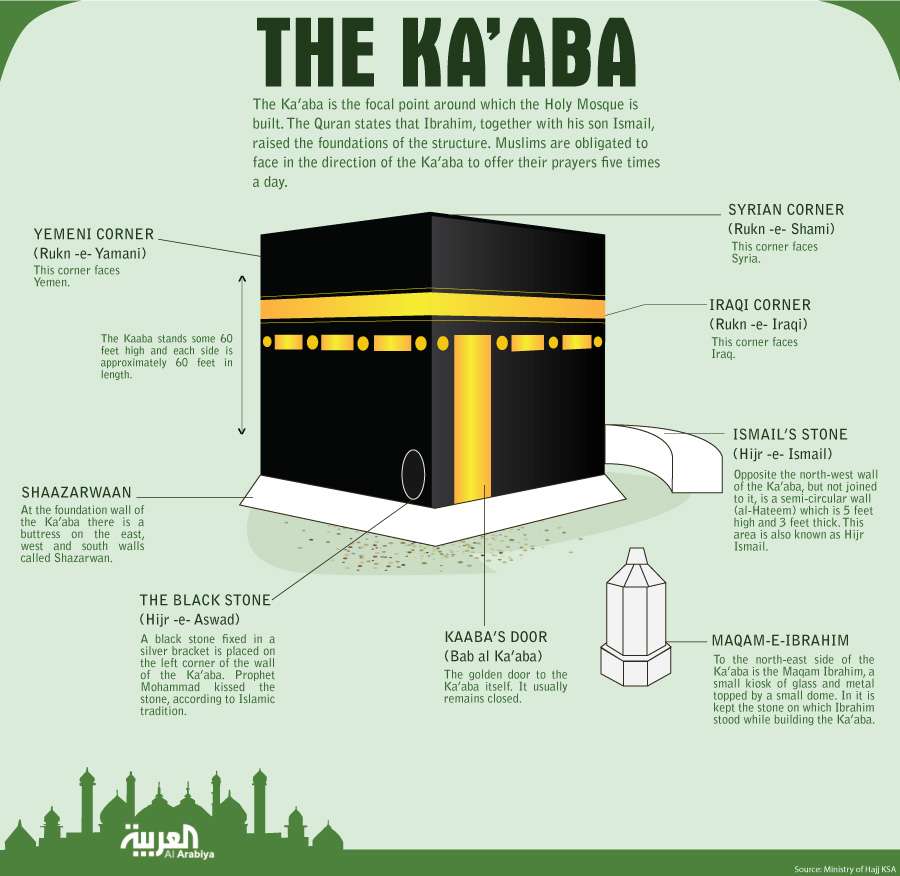 THE KA'ABA
The Ka'aba is the focal point around which the Holy Mosque is
built. The Quran states that Ibrahim, together with his son Ismail,
raised the foundations of the structure. Muslims are obligated to
face in the direction of the Ka'aba to offer their prayers five times
a day.
YEMENI CORNER
(Rukn -e- Yamani)
This corner faces
Yemen.
SYRIAN CORNER
(Rukn -e- Shami)
This corner faces
Syria.
IRAQI CORNER
(Rukn -e- Iraqi)
This corner faces
Iraq.
The Kaaba stands some 60
feet high and each side is
approximately 60 feet in
length.
ISMAIL'S STONE
(Hijr -e- Ismail)
Opposite the north-west wall
of the Ka'aba, but not joined
to it, is a semi-circular wall
(al-Hateem) which is 5 feet
high and 3 feet thick. This
area is also known as Hijr
Ismail.
SHAAZARWAAN
At the foundation wall of
the Ka'aba there is a
buttress on the east,
west and south walls
called Shazarwan.
THE BLACK STONE
(Hijr -e- Aswad)
A black stone fixed in a
silver bracket is placed on
the left corner of the wall
of the Ka'aba. Prophet
Mohammad kissed the
stone, according to Islamic
tradition.
KAABA'S DOOR
(Bab al Ka'aba)
The golden door to the
Ka'aba itself. It usually
remains closed.
MAQAM-E-IBRAHIM
To the north-east side of the
Ka'aba is the Maqam Ibrahim, a
small kiosk of glass and metal
topped by a small dome. In it is
kept the stone on which Ibrahim
stood while building the Ka'aba.
العربية
Al Arabiya
Source: Ministry of Hajj KSA